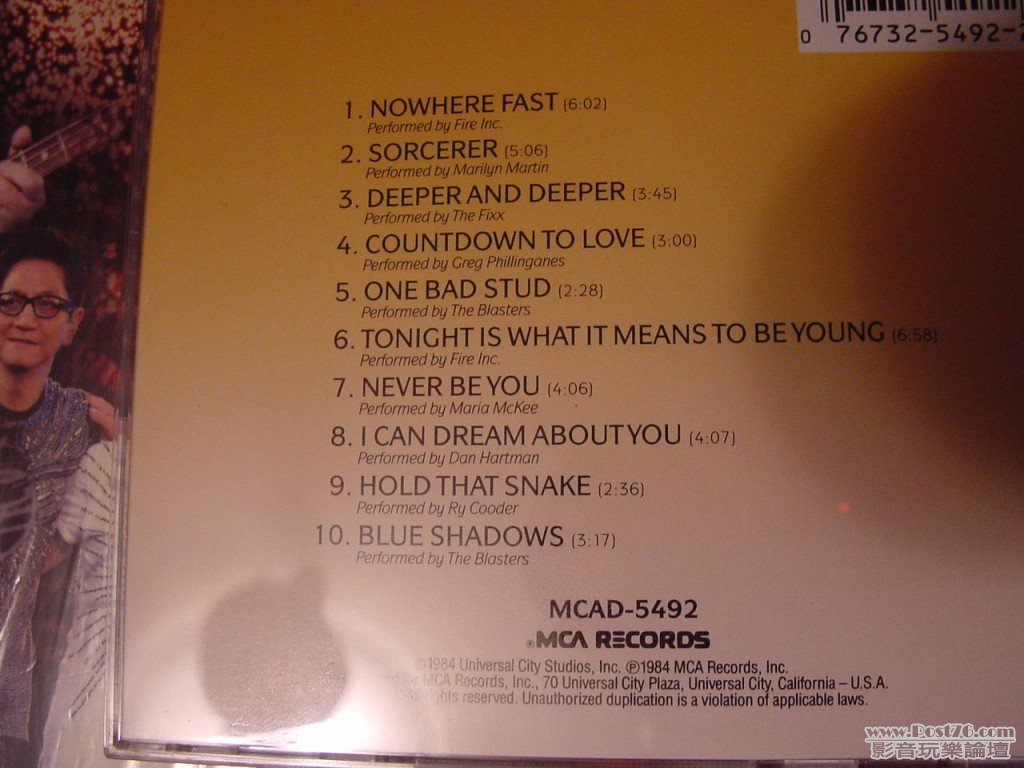 0 76732-5492-2
1. NOWHERE FAST (6:02)
Performed by Fire Inc.
2. SORCERER (5:06)
Performed by Marilyn Martin
3. DEEPER AND DEEPER (3:45)
Performed by The Fixx
4. COUNTDOWN TO LOVE (3:00)
Performed by Greg Phillinganes
5. ONE BAD STUD (2:28)
Performed by The Blasters
6. TONIGHT IS WHAT IT MEANS TO BE YOUNG (6:58)
Performed by Fire Inc.
7. NEVER BE YOU (4:06)
Performed by Maria McKee
8. I CAN DREAM ABOUT YOU (4:07)
Performed by Dan Hartman
9. HOLD THAT SNAKE (2:36)
Performed by Ry Cooder
10. BLUE SHADOWS (3:17)
Performed by The Blasters
MCAD-5492
MCA RECORDS
©1984 Universal City Studios, Inc. ℗1984 MCA Records, Inc.
for MCA Records, Inc., 70 Universal City Plaza, Universal City, California – U.S.A.
All rights reserved. Unauthorized duplication is a violation of applicable laws.
www.Post76.com
影音玩樂論壇